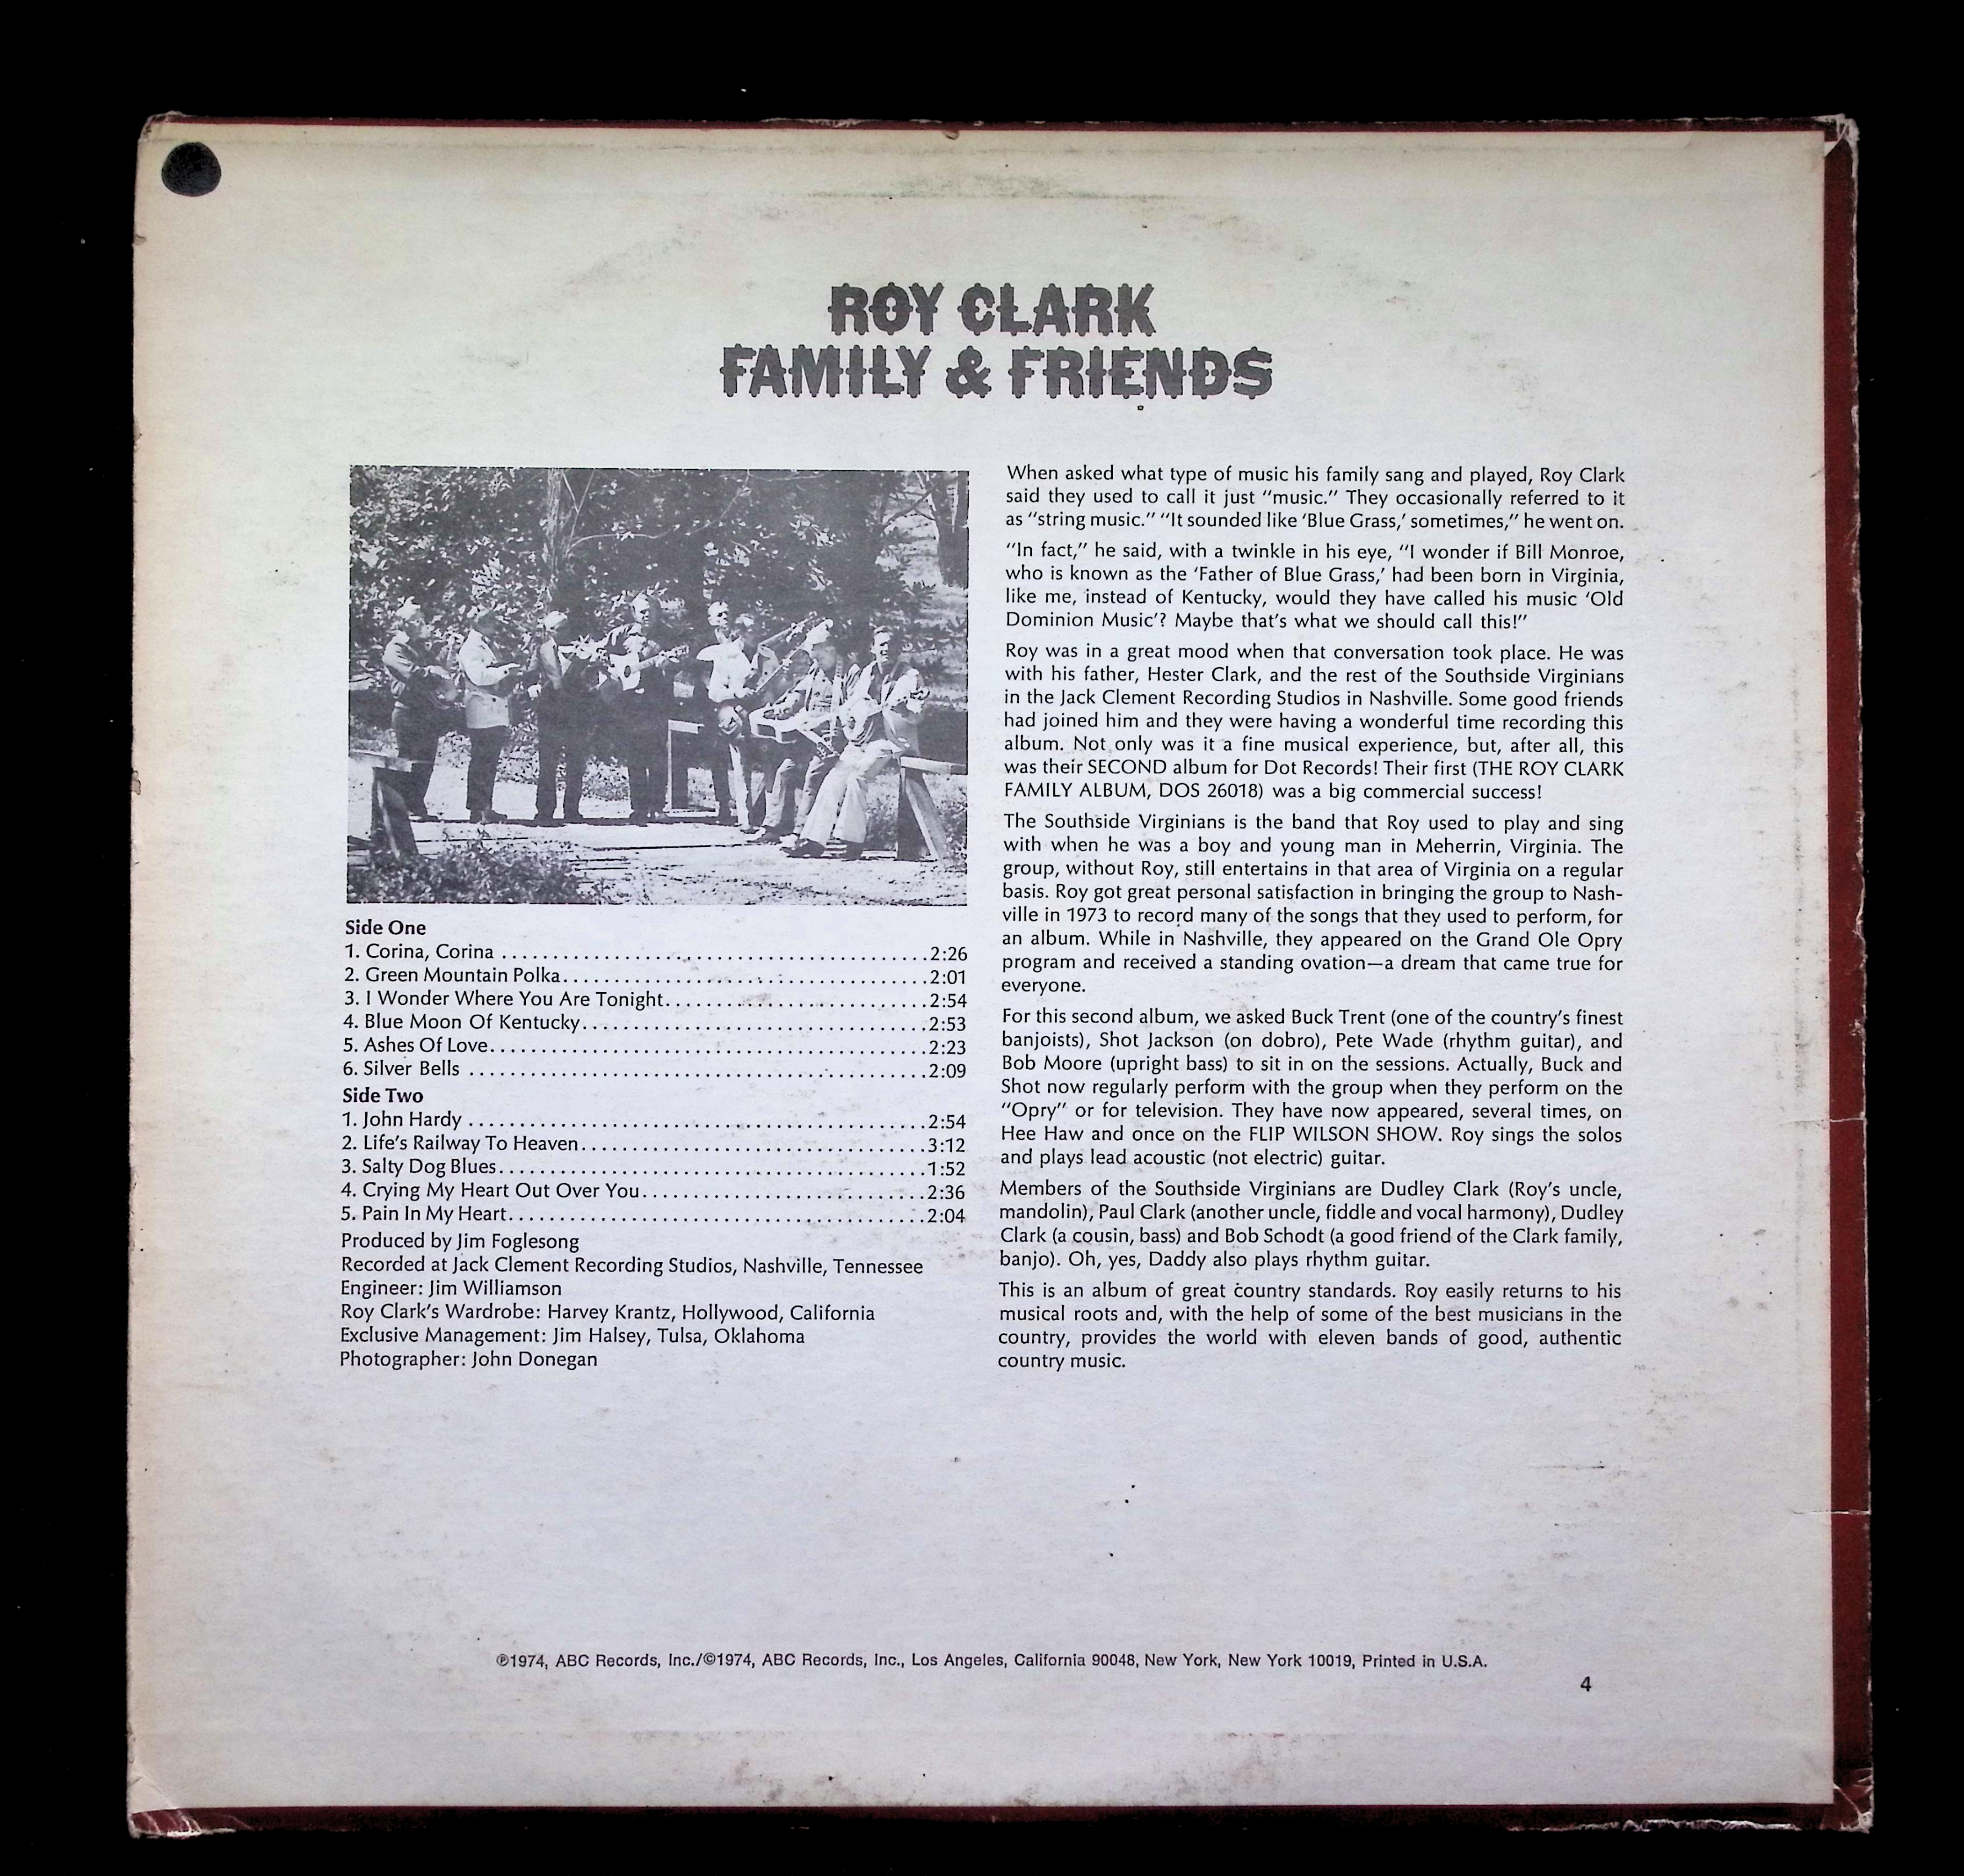 ROY CLARK
FAMILY & FRIENDS
Side One
1. Corina, Corina ..........................................2:26
2. Green Mountain Polka....................................2:01
3. I Wonder Where You Are Tonight..........................2:54
4. Blue Moon Of Kentucky..................................2:53
5. Ashes Of Love...........................................2:23
6. Silver Bells .............................................2:09
Side Two
1. John Hardy .............................................2:54
2. Life's Railway To Heaven..................................3:12
3. Salty Dog Blues..........................................1:52
4. Crying My Heart Out Over You............................2:36
5. Pain In My Heart.........................................2:04
Produced by Jim Foglesong
Recorded at Jack Clement Recording Studios, Nashville, Tennessee
Engineer: Jim Williamson
Roy Clark's Wardrobe: Harvey Krantz, Hollywood, California
Exclusive Management: Jim Halsey, Tulsa, Oklahoma
Photographer: John Donegan
When asked what type of music his family sang and played, Roy Clark
said they used to call it just "music." They occasionally referred to it
as "string music." "It sounded like 'Blue Grass,' sometimes," he went on.
"In fact," he said, with a twinkle in his eye, "I wonder if Bill Monroe,
who is known as the 'Father of Blue Grass,' had been born in Virginia,
like me, instead of Kentucky, would they have called his music 'Old
Dominion Music'? Maybe that's what we should call this!"
Roy was in a great mood when that conversation took place. He was
with his father, Hester Clark, and the rest of the Southside Virginians
in the Jack Clement Recording Studios in Nashville. Some good friends
had joined him and they were having a wonderful time recording this
album. Not only was it a fine musical experience, but, after all, this
was their SECOND album for Dot Records! Their first (THE ROY CLARK
FAMILY ALBUM, DOS 26018) was a big commercial success!
The Southside Virginians is the band that Roy used to play and sing
with when he was a boy and young man in Meherrin, Virginia. The
group, without Roy, still entertains in that area of Virginia on a regular
basis. Roy got great personal satisfaction in bringing the group to Nash-
ville in 1973 to record many of the songs that they used to perform, for
an album. While in Nashville, they appeared on the Grand Ole Opry
program and received a standing ovation—a dream that came true for
everyone.
For this second album, we asked Buck Trent (one of the country's finest
banjoists), Shot Jackson (on dobro), Pete Wade (rhythm guitar), and
Bob Moore (upright bass) to sit in on the sessions. Actually, Buck and
Shot now regularly perform with the group when they perform on the
"Opry" or for television. They have now appeared, several times, on
Hee Haw and once on the FLIP WILSON SHOW. Roy sings the solos
and plays lead acoustic (not electric) guitar.
Members of the Southside Virginians are Dudley Clark (Roy's uncle,
mandolin), Paul Clark (another uncle, fiddle and vocal harmony), Dudley
Clark (a cousin, bass) and Bob Schodt (a good friend of the Clark family,
banjo). Oh, yes, Daddy also plays rhythm guitar.
This is an album of great country standards. Roy easily returns to his
musical roots and, with the help of some of the best musicians in the
country, provides the world with eleven bands of good, authentic
country music.
℗1974, ABC Records, Inc./©1974, ABC Records, Inc., Los Angeles, California 90048, New York, New York 10019, Printed in U.S.A.
4